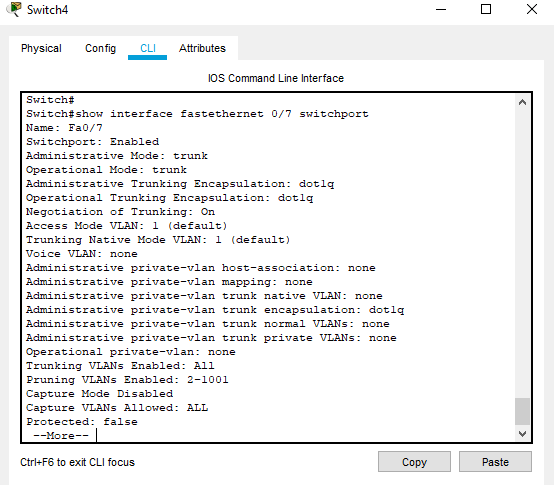 Switch4
Physical Config CLI Attributes
IOS Command Line Interface
Switch#
Switch#show interface fastethernet 0/7 switchport
Name: Fa0/7
Switchport: Enabled
Administrative Mode: trunk
Operational Mode: trunk
Administrative Trunking Encapsulation: dot1q
Operational Trunking Encapsulation: dot1q
Negotiation of Trunking: On
Access Mode VLAN: 1 (default)
Trunking Native Mode VLAN: 1 (default)
Voice VLAN: none
Administrative private-vlan host-association: none
Administrative private-vlan mapping: none
Administrative private-vlan trunk native VLAN: none
Administrative private-vlan trunk encapsulation: dot1q
Administrative private-vlan trunk normal VLANs: none
Administrative private-vlan trunk private VLANs: none
Operational private-vlan: none
Trunking VLANs Enabled: All
Pruning VLANs Enabled: 2-1001
Capture Mode Disabled
Capture VLANs Allowed: ALL
Protected: false
--More--
Ctrl+F6 to exit CLI focus
Copy Paste